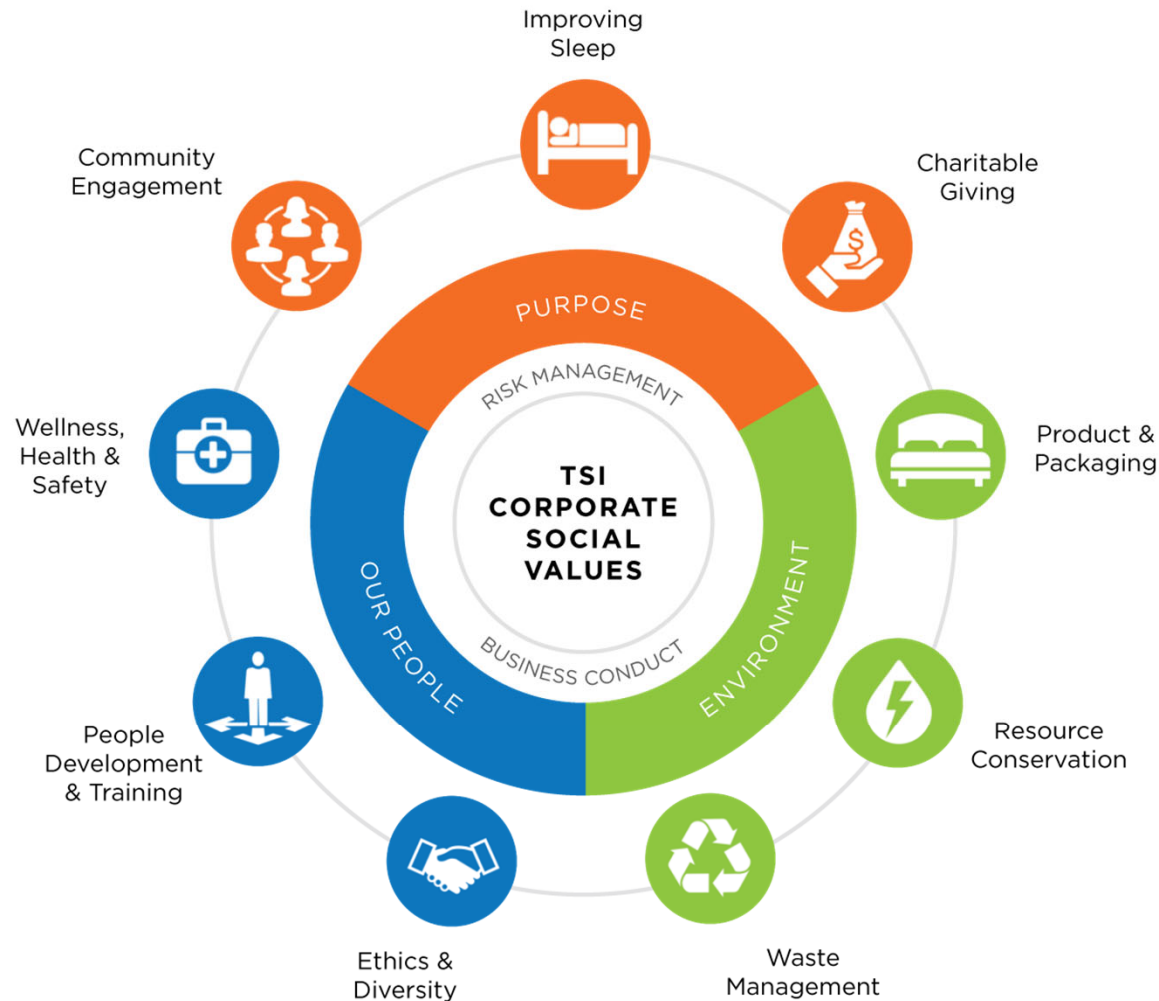 Improving
Sleep
Community
Engagement
Charitable
Giving
$
PURPOSE
RISK MANAGEMENT
Wellness,
Health &
Safety
Product &
Packaging
TSI
CORPORATE
SOCIAL
VALUES
OUR PEOPLE
ENVIRONMENT
BUSINESS CONDUCT
People
Development
& Training
Resource
Conservation
Ethics &
Diversity
Waste
Management